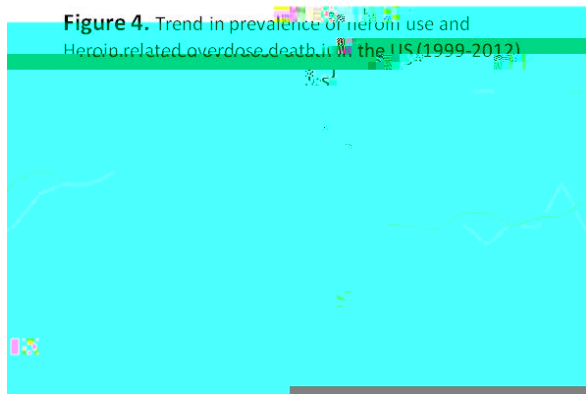 Figure 4. Trend in prevalence of heroin use and
Heroin related overdose death in the US (1999-2012)